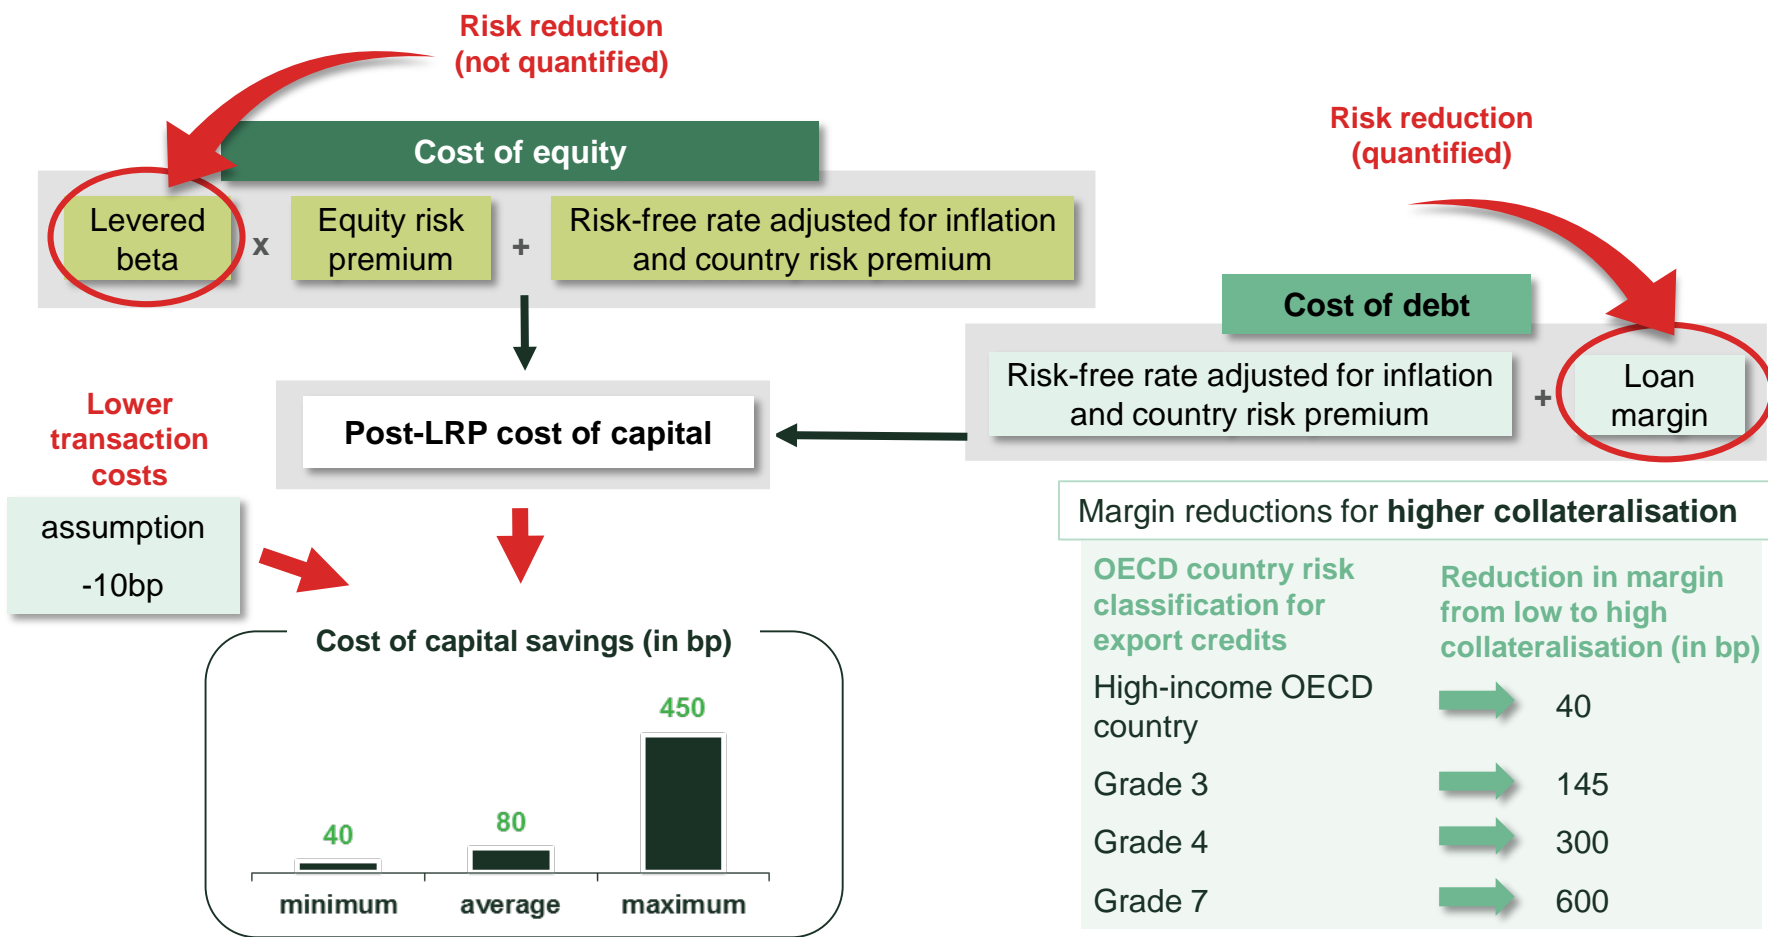 Risk reduction
(not quantified)
Cost of equity
Levered
beta
x
Equity risk
premium
+
Risk-free rate adjusted for inflation
and country risk premium
Risk reduction
(quantified)
Cost of debt
Risk-free rate adjusted for inflation
and country risk premium
+
Loan
margin
Post-LRP cost of capital
Lower
transaction
costs
assumption
-10bp
Cost of capital savings (in bp)
40
80
450
minimum
average
maximum
Margin reductions for higher collateralisation
OECD country risk
classification for
export credits
Reduction in margin
from low to high
collateralisation (in bp)
High-income OECD
country
40
Grade 3
145
Grade 4
300
Grade 7
600